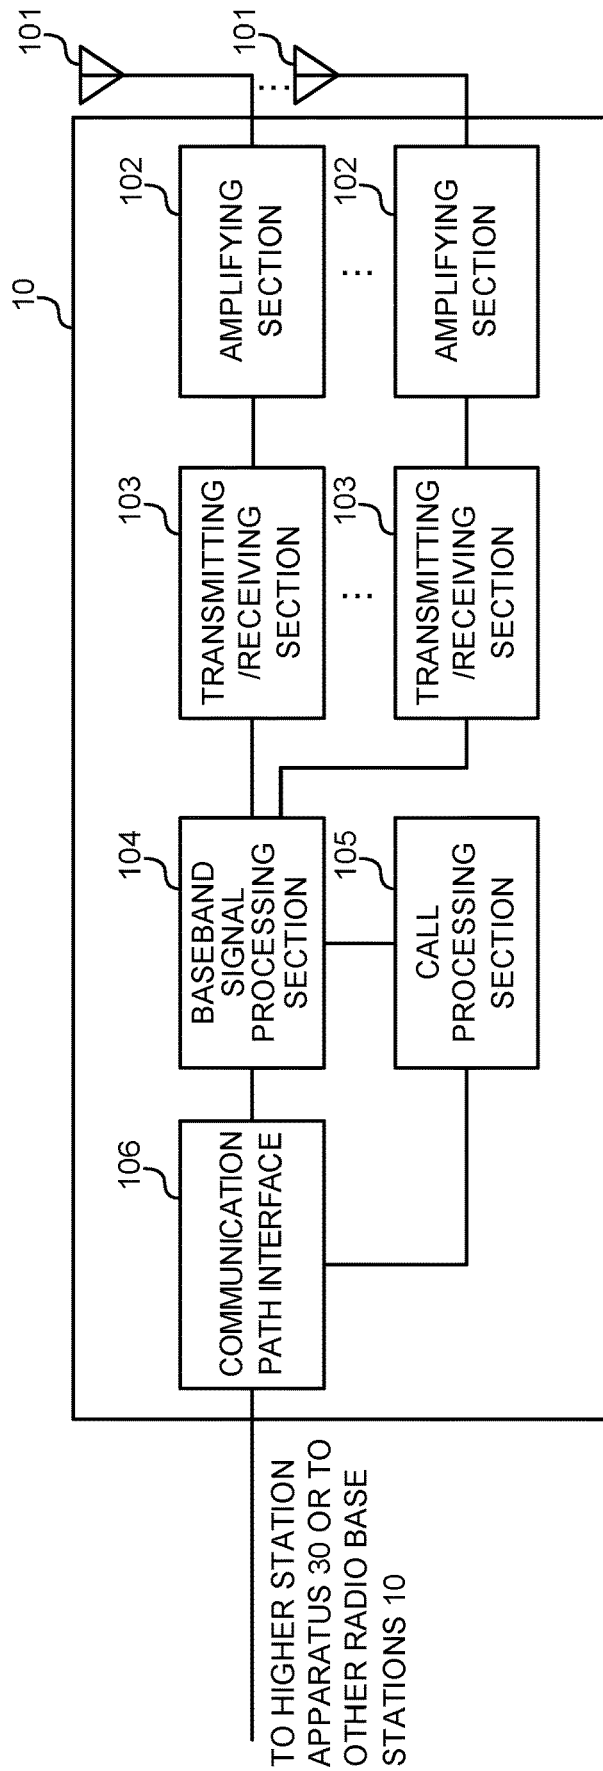 10
101
101
...
102
AMPLIFYING
SECTION
...
102
AMPLIFYING
SECTION
103
TRANSMITTING
/RECEIVING
SECTION
...
103
TRANSMITTING
/RECEIVING
SECTION
104
BASEBAND
SIGNAL
PROCESSING
SECTION
105
CALL
PROCESSING
SECTION
106
COMMUNICATION
PATH INTERFACE
TO HIGHER STATION
APPARATUS 30 OR TO
OTHER RADIO BASE
STATIONS 10